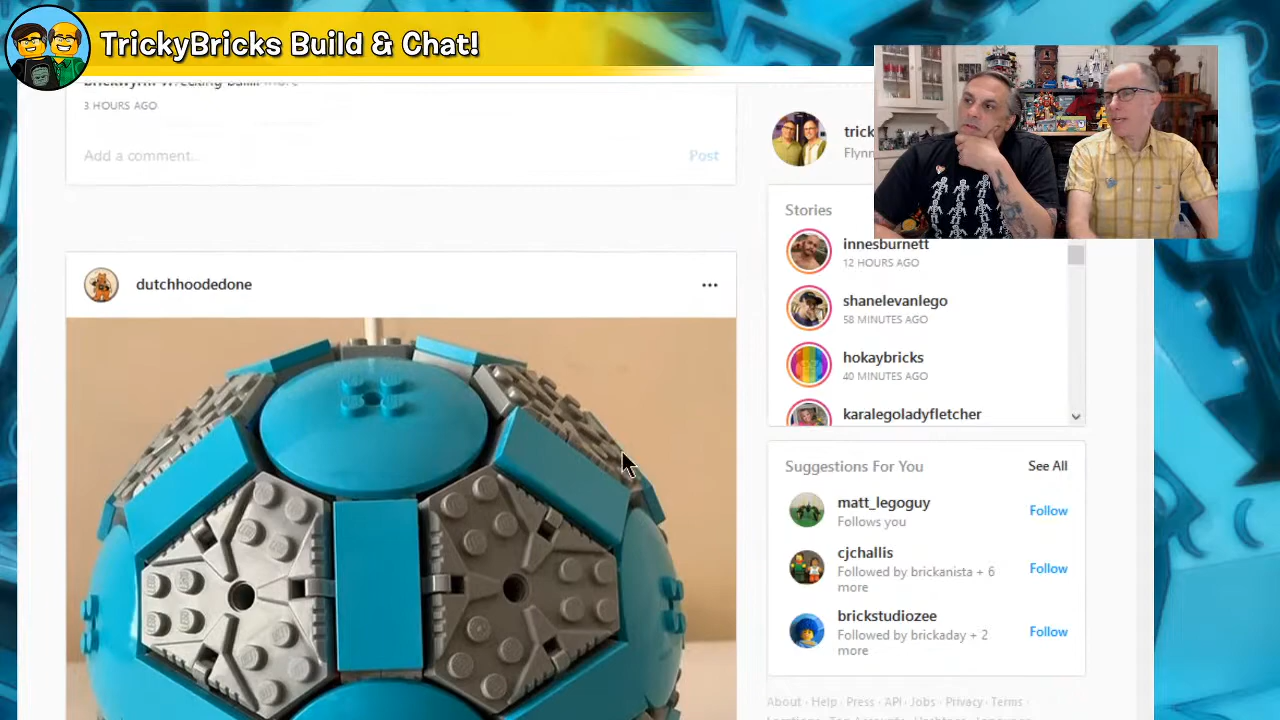 TrickyBricks Build & Chat!
3 HOURS AGO
Add a comment...
Post
trick
Flynn
Stories
innesburnett
12 HOURS AGO
shanelevanlego
58 MINUTES AGO
hokaybricks
40 MINUTES AGO
karalegoladyfletcher
dutchhoodedone
Suggestions For You
See All
matt_legoguy
Follows you
Follow
cjchallis
Followed by brickanista + 6
more
Follow
brickstudiozee
Followed by brickaday + 2
more
Follow
About · Help · Press · API · Jobs · Privacy · Terms ·